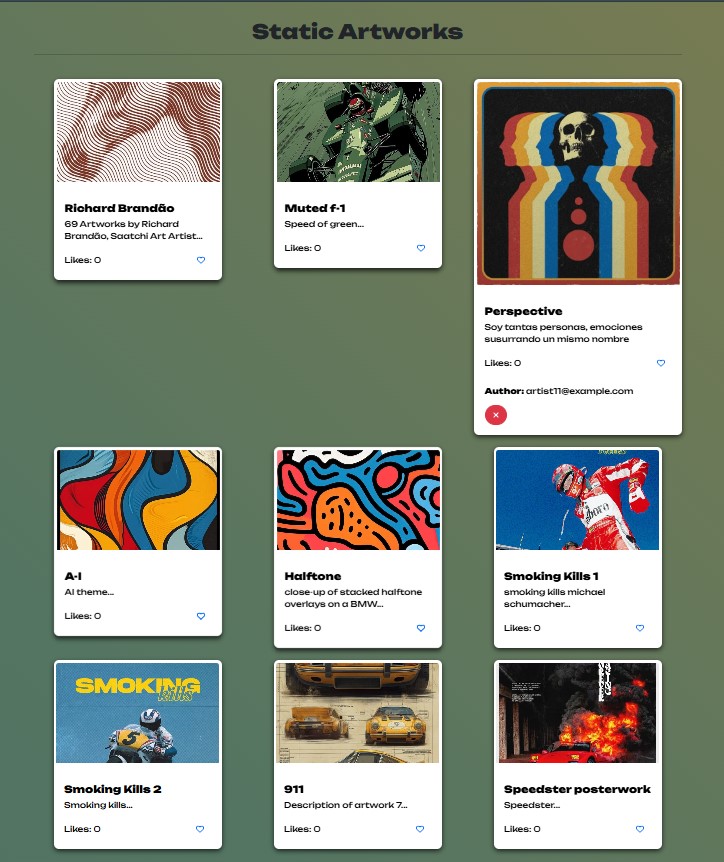 Static Artworks
Richard Brandão
69 Artworks by Richard
Brandão, Saatchi Art Artist...
Likes: 0
Muted f-1
Speed of green...
Likes: 0
Perspective
Soy tantas personas, emociones
susurrando un mismo nombre
Likes: 0
Author: artist11@example.com
A-I
AI theme...
Likes: 0
Halftone
close-up of stacked halftone
overlays on a BMW...
Likes: 0
Smoking Kills 1
smoking kills michael
schumacher...
Likes: 0
SMOKING
kills
5
Smoking Kills 2
Smoking kills...
Likes: 0
911
Description of artwork 7...
Likes: 0
Speedster posterwork
Speedster...
Likes: 0